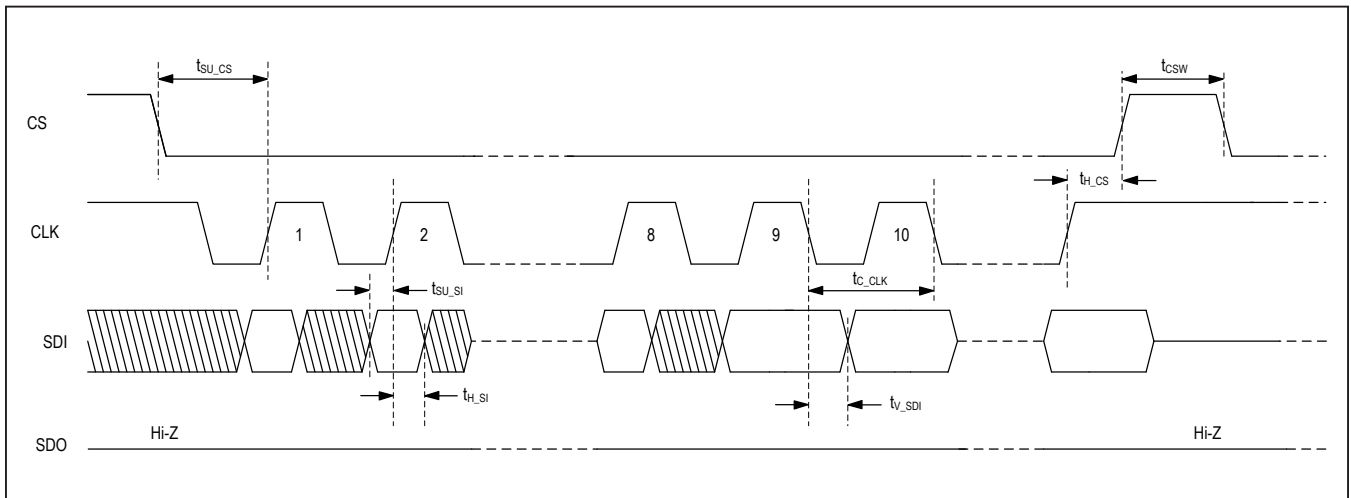 tSU_CS
tCSW
CS
tH_CS
CLK
1
2
8
9
10
tSU_SI
tC_CLK
SDI
tH_SI
tV_SDI
SDO
Hi-Z
Hi-Z